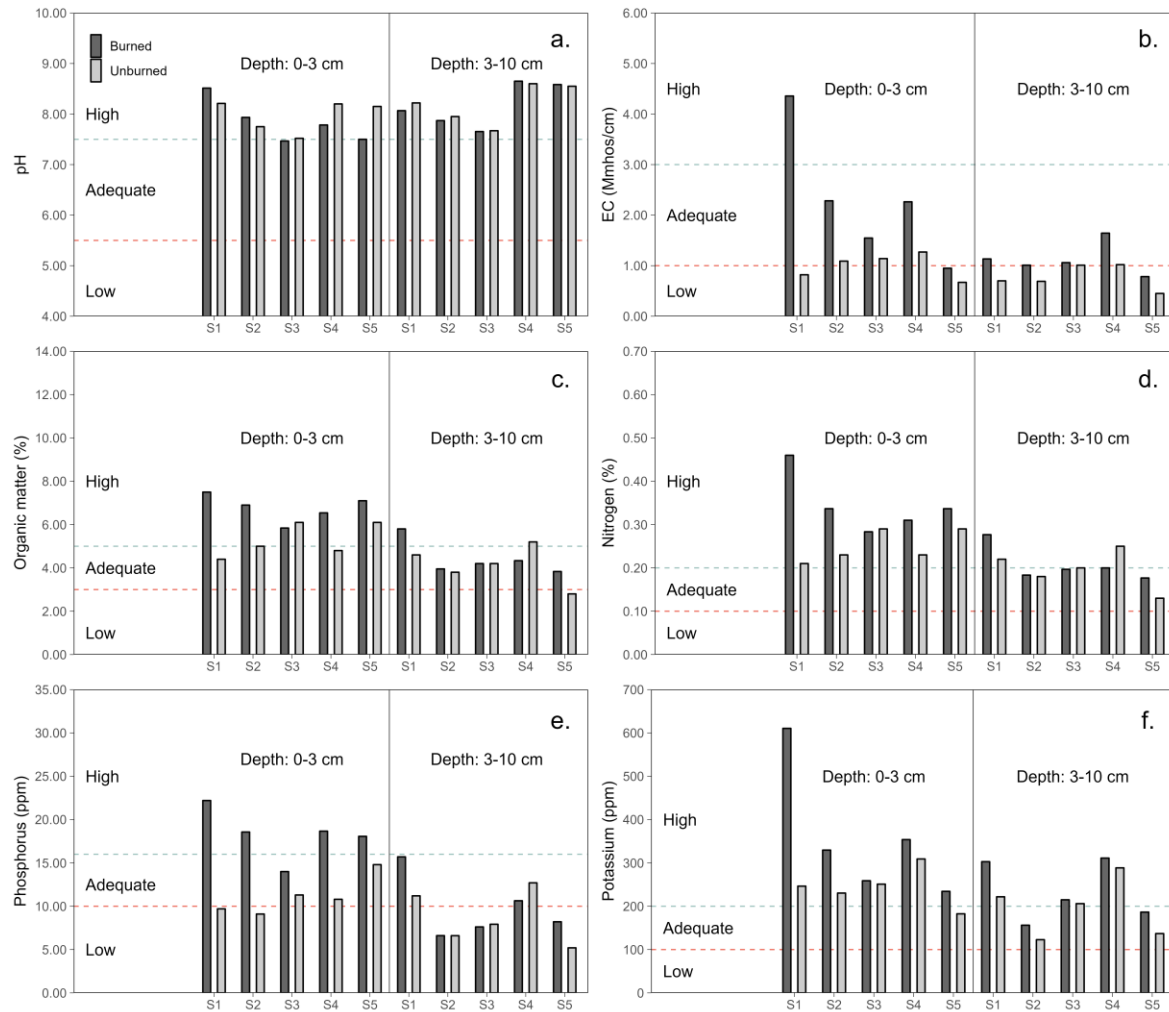 a.
Burned
Unburned
Depth: 0-3 cm
Depth: 3-10 cm
High
Adequate
Low
pH
10.00
9.00
8.00
7.00
6.00
5.00
4.00
S1 S2 S3 S4 S5 S1 S2 S3 S4 S5
b.
Depth: 0-3 cm
Depth: 3-10 cm
High
Adequate
Low
EC (Mmhos/cm)
6.00
5.00
4.00
3.00
2.00
1.00
0.00
S1 S2 S3 S4 S5 S1 S2 S3 S4 S5
c.
Depth: 0-3 cm
Depth: 3-10 cm
High
Adequate
Low
Organic matter (%)
14.00
12.00
10.00
8.00
6.00
4.00
2.00
0.00
S1 S2 S3 S4 S5 S1 S2 S3 S4 S5
d.
Depth: 0-3 cm
Depth: 3-10 cm
High
Adequate
Low
Nitrogen (%)
0.70
0.60
0.50
0.40
0.30
0.20
0.10
0.00
S1 S2 S3 S4 S5 S1 S2 S3 S4 S5
e.
Depth: 0-3 cm
Depth: 3-10 cm
High
Adequate
Low
Phosphorus (ppm)
35.00
30.00
25.00
20.00
15.00
10.00
5.00
0.00
S1 S2 S3 S4 S5 S1 S2 S3 S4 S5
f.
Depth: 0-3 cm
Depth: 3-10 cm
High
Adequate
Low
Potassium (ppm)
700
600
500
400
300
200
100
0
S1 S2 S3 S4 S5 S1 S2 S3 S4 S5